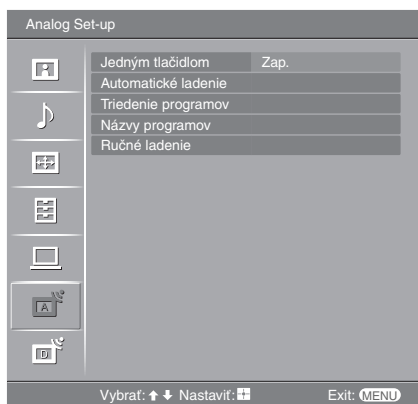 Analog Set-up
Jedným tlačidlom Zap.
Automatické ladenie
Triedenie programov
Názvy programov
Ručné ladenie
A
D
Vybrať: Nastaviť: Exit: MENU